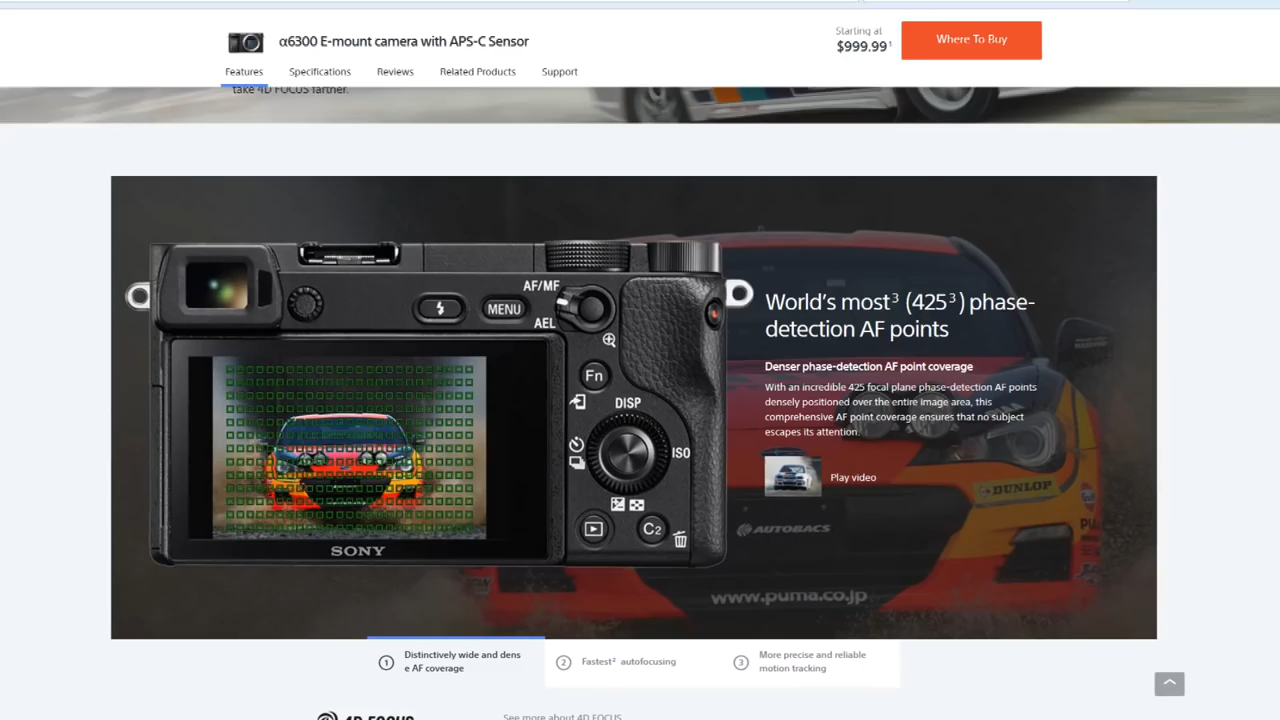 α6300 E-mount camera with APS-C Sensor
Starting at
$999.99¹
Where To Buy
Features
Specifications
Reviews
Related Products
Support
take 4D FOCUS farther.
AF/MF
MENU
AEL
Fn
DISP
ISO
C2
SONY
World's most³ (425³) phase-
detection AF points
Denser phase-detection AF point coverage
With an incredible 425 focal plane phase-detection AF points
densely positioned over the entire image area, this
comprehensive AF point coverage ensures that no subject
escapes its attention.
Play video
DUNLOP
AUTOBACS
www.puma.co.jp
1
Distinctively wide and dens
e AF coverage
2
Fastest² autofocusing
3
More precise and reliable
motion tracking
4D FOCUS
See more about 4D FOCUS